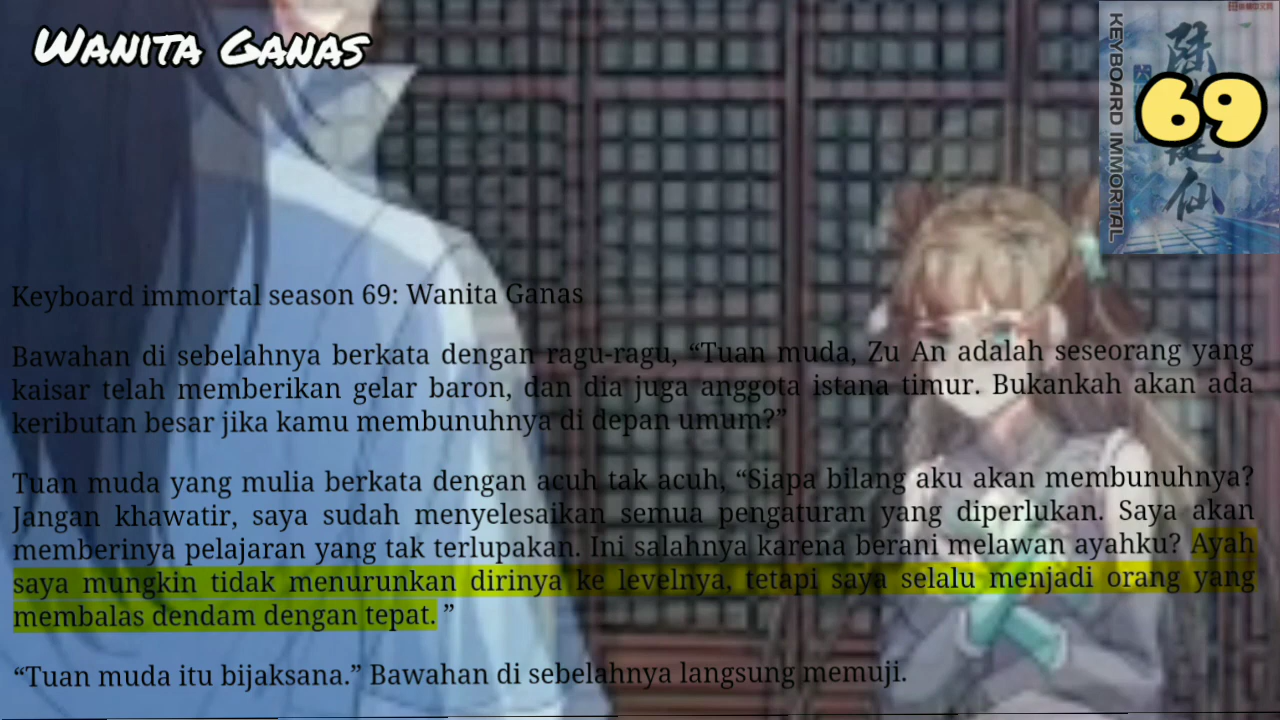 Wanita Ganas
69
KEYBOARD IMMORTAL
仙
Keyboard immortal season 69: Wanita Ganas
Bawahan di sebelahnya berkata dengan ragu-ragu, “Tuan muda, Zu An adalah seseorang yang
kaisar telah memberikan gelar baron, dan dia juga anggota istana timur. Bukankah akan ada
keributan besar jika kamu membunuhnya di depan umum?”
Tuan muda yang mulia berkata dengan acuh tak acuh, “Siapa bilang aku akan membunuhnya?
Jangan khawatir, saya sudah menyelesaikan semua pengaturan yang diperlukan. Saya akan
memberinya pelajaran yang tak terlupakan. Ini salahnya karena berani melawan ayahku? Ayah
saya mungkin tidak menurunkan dirinya ke levelnya, tetapi saya selalu menjadi orang yang
membalas dendam dengan tepat. ”
“Tuan muda itu bijaksana.” Bawahan di sebelahnya langsung memuji.